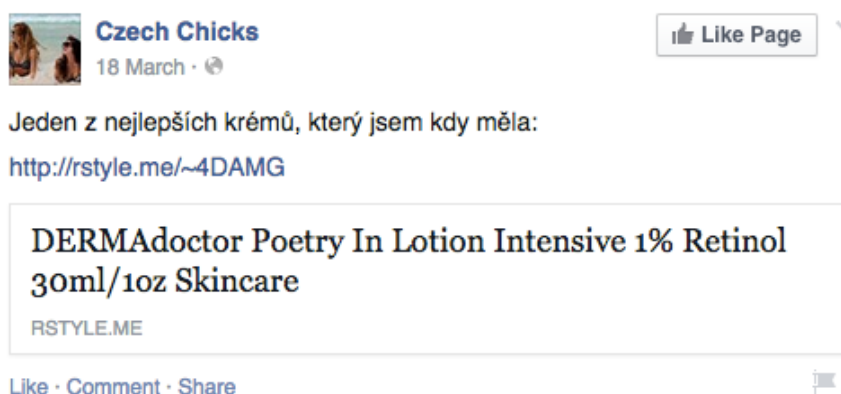 Czech Chicks
Like Page
18 March ·
Jeden z nejlepších krémů, který jsem kdy měla:
http://rstyle.me/~4DAMG
DERMAdoctor Poetry In Lotion Intensive 1% Retinol
30ml/1oz Skincare
RSTYLE.ME
Like · Comment · Share